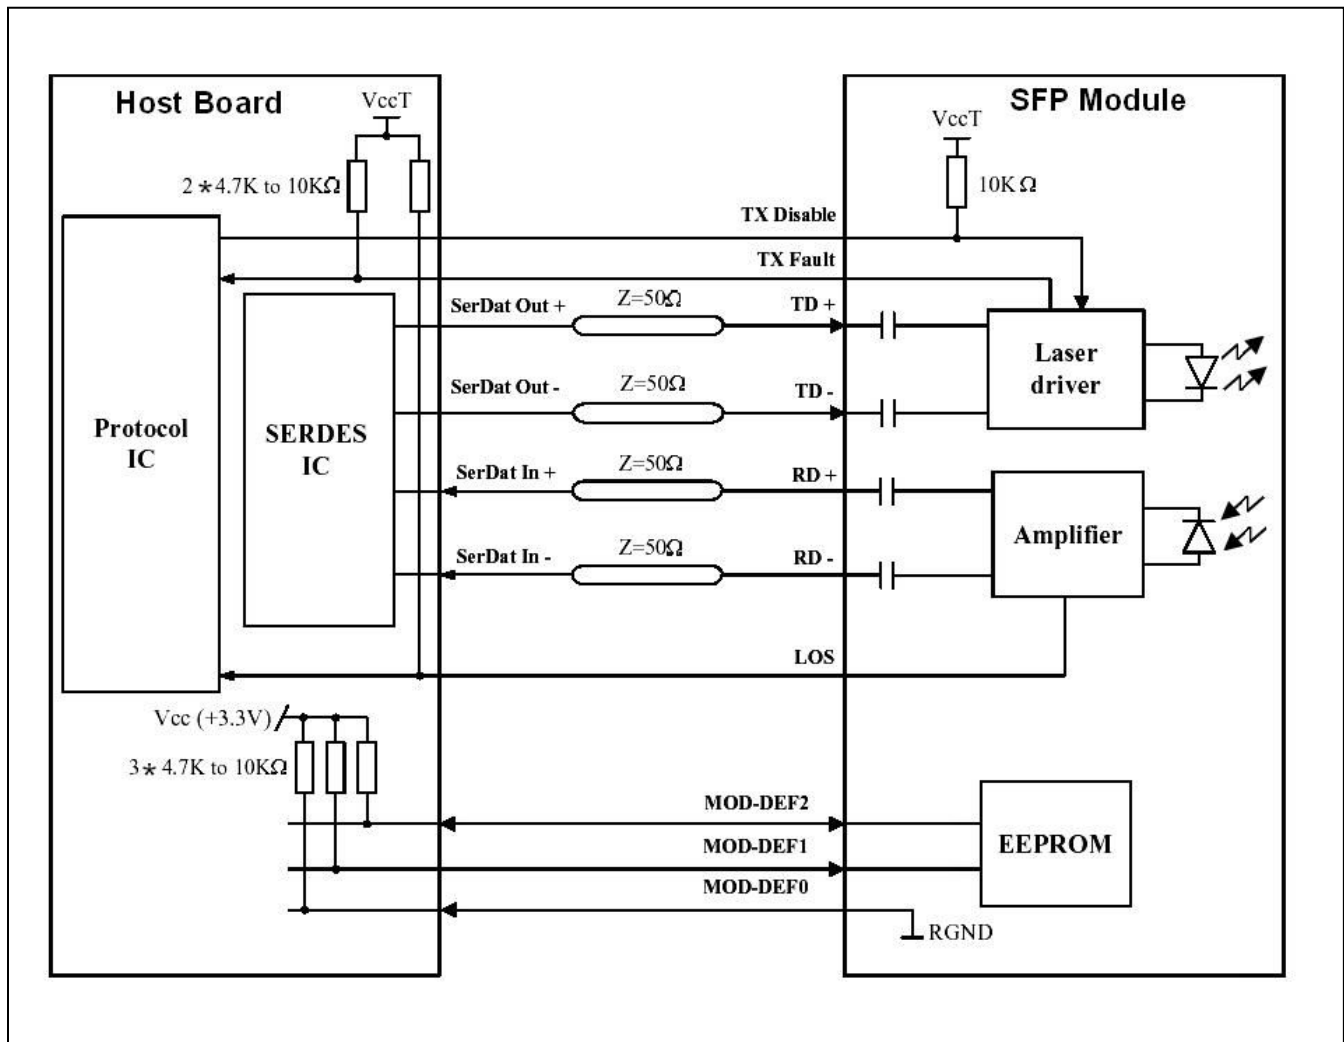 Host Board
SFP Module
VccT
VccT
2*4.7K to 10KΩ
10KΩ
TX Disable
TX Fault
SerDat Out +
Z=50Ω
TD +
Laser
driver
SerDat Out -
Z=50Ω
TD -
Protocol
IC
SERDES
IC
SerDat In +
Z=50Ω
RD +
Amplifier
SerDat In -
Z=50Ω
RD -
LOS
Vcc (+3.3V)
3* 4.7K to 10KΩ
MOD-DEF2
MOD-DEF1
EEPROM
MOD-DEF0
RGND